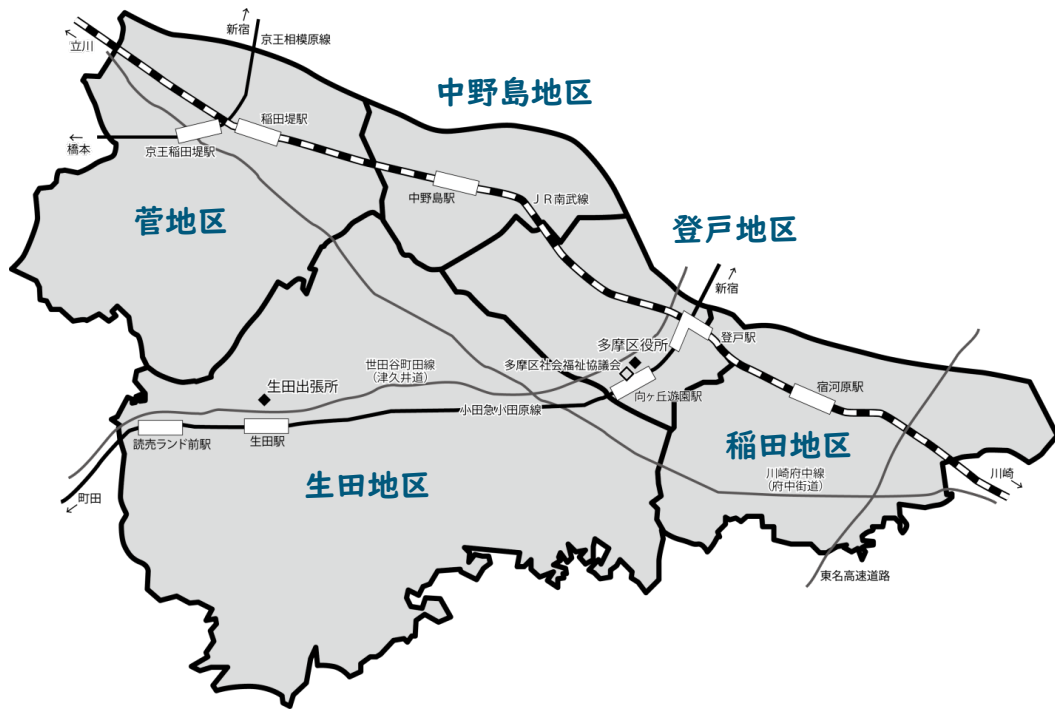 ↑
新宿
京王相模原線
←
立川
中野島地区
稲田堤駅
←
橋本
京王稲田堤駅
中野島駅
ＪＲ南武線
菅地区
登戸地区
↑
新宿
登戸駅
多摩区役所
世田谷町田線
（津久井道）
多摩区社会福祉協議会
生田出張所
向ヶ丘遊園駅
宿河原駅
小田急小田原線
読売ランド前駅
生田駅
稲田地区
生田地区
川崎府中線
（府中街道）
川崎
→
町田
←
東名高速道路